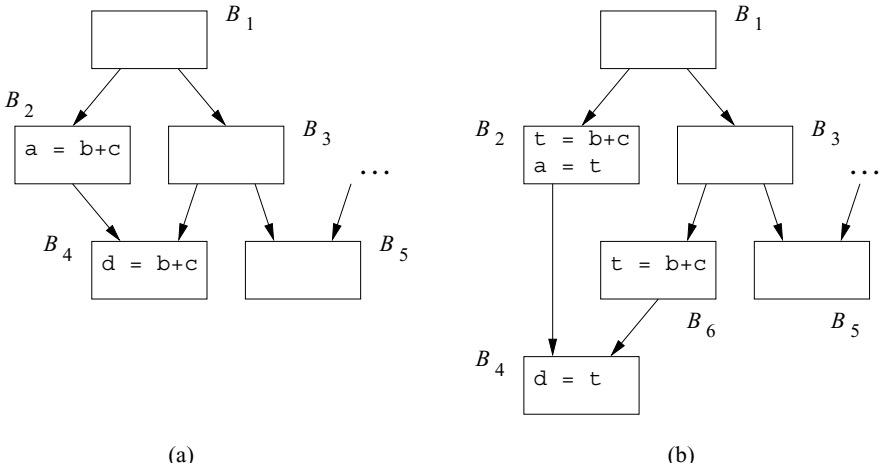 B1
B2
a = b+c
B3
...
B4
d = b+c
B5
(a)
B1
B2
t = b+c
a = t
B3
...
t = b+c
B6
B5
B4
d = t
(b)